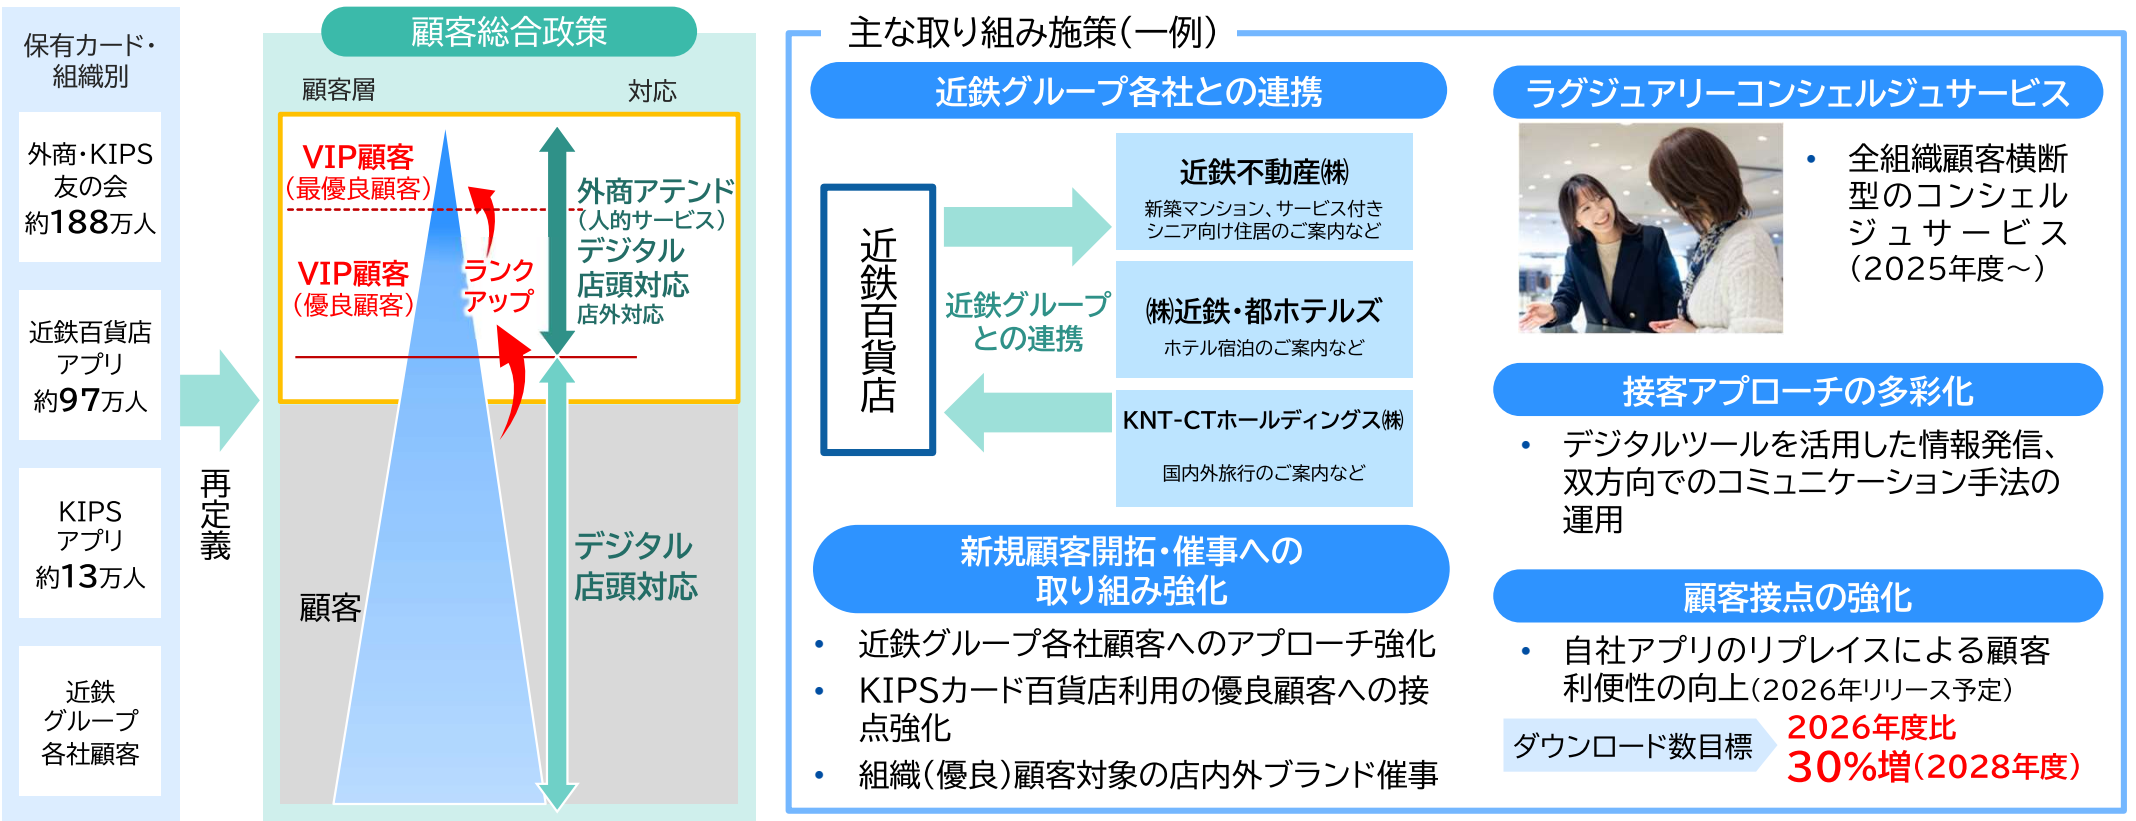 保有カード・
組織別
外商・KIPS
友の会
約188万人
近鉄百貨店
アプリ
約97万人
KIPS
アプリ
約13万人
近鉄
グループ
各社顧客
再定義
顧客総合政策
顧客層
対応
VIP顧客
（最優良顧客）
VIP顧客
（優良顧客）
ランク
アップ
外商アテンド
（人的サービス）
デジタル
店頭対応
店外対応
顧客
デジタル
店頭対応
主な取り組み施策（一例）
近鉄グループ各社との連携
近鉄百貨店
近鉄グループ
との連携
近鉄不動産㈱
新築マンション、サービス付き
シニア向け住居のご案内など
㈱近鉄・都ホテルズ
ホテル宿泊のご案内など
KNT-CTホールディングス㈱
国内外旅行のご案内など
新規顧客開拓・催事への
取り組み強化
• 近鉄グループ各社顧客へのアプローチ強化
• KIPSカード百貨店利用の優良顧客への接
点強化
• 組織（優良）顧客対象の店内外ブランド催事
ラグジュアリーコンシェルジュサービス
• 全組織顧客横断
型のコンシェル
ジュサービス
（2025年度～）
接客アプローチの多彩化
• デジタルツールを活用した情報発信、
双方向でのコミュニケーション手法の
運用
顧客接点の強化
• 自社アプリのリプレイスによる顧客
利便性の向上（2026年リリース予定）
ダウンロード数目標
2026年度比
30%増（2028年度）